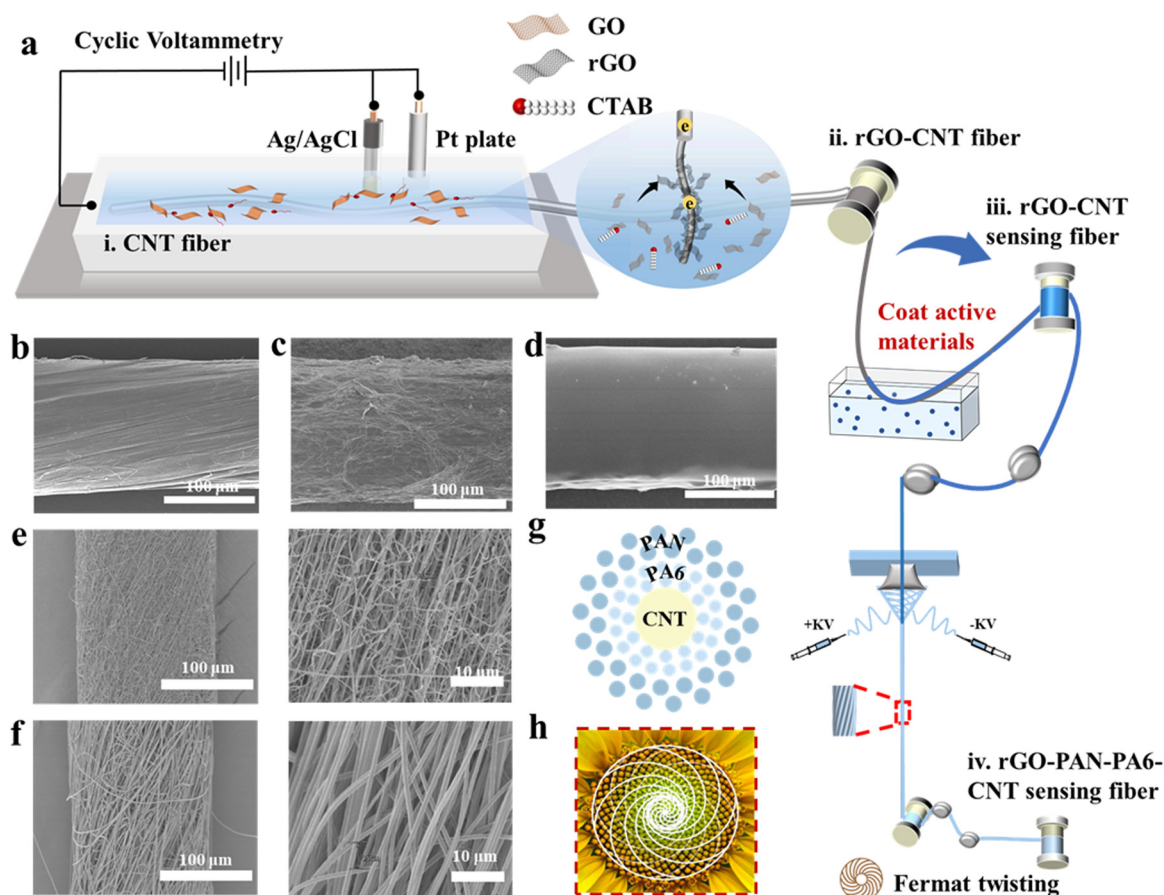 a
Cyclic Voltammetry
GO
rGO
CTAB
Ag/AgCl
Pt plate
e
e
i. CNT fiber
ii. rGO-CNT fiber
iii. rGO-CNT
sensing fiber
Coat active
materials
b
100 μm
c
100 μm
d
100 μm
e
100 μm
10 μm
f
100 μm
10 μm
g
PAN
PA6
CNT
h
+KV
-KV
iv. rGO-PAN-PA6-
CNT sensing fiber
Fermat twisting